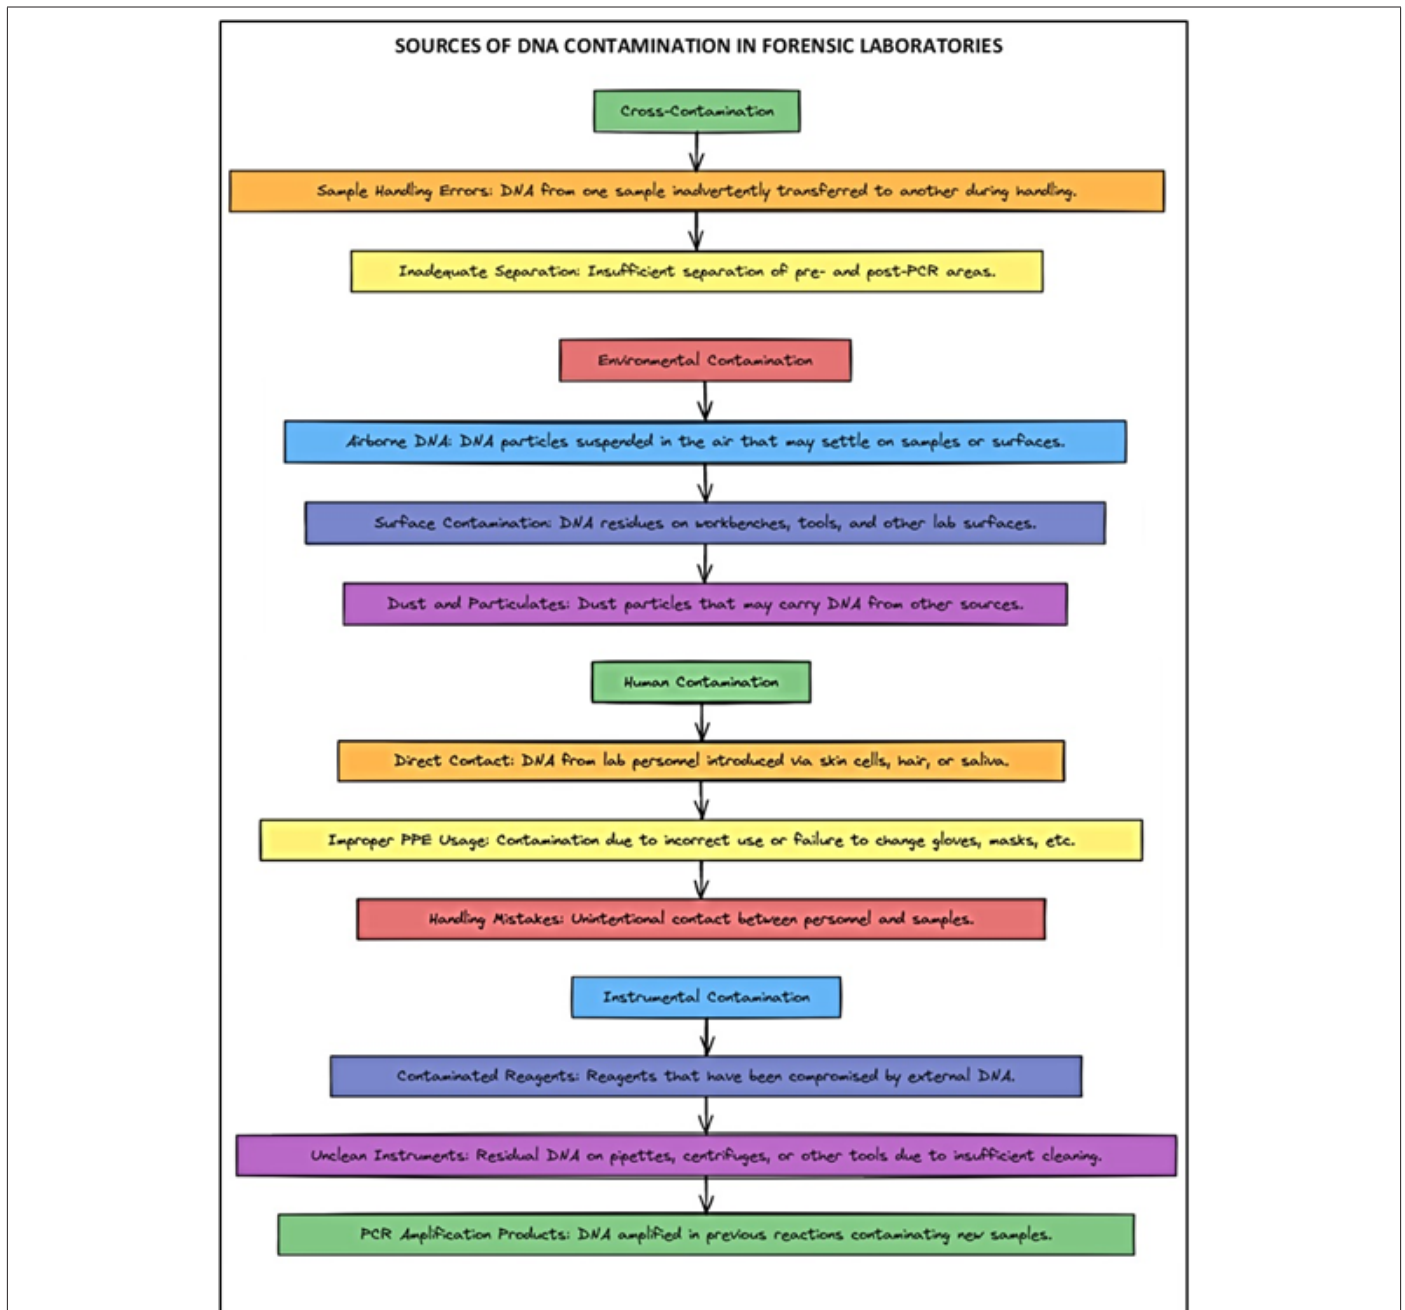 SOURCES OF DNA CONTAMINATION IN FORENSIC LABORATORIES
Cross-Contamination
Sample Handling Errors: DNA from one sample inadvertently transferred to another during handling.
Inadequate Separation: Insufficient separation of pre- and post-PCR areas.
Environmental Contamination
Airborne DNA: DNA particles suspended in the air that may settle on samples or surfaces.
Surface Contamination: DNA residues on workbenches, tools, and other lab surfaces.
Dust and Particulates: Dust particles that may carry DNA from other sources.
Human Contamination
Direct Contact: DNA from lab personnel introduced via skin cells, hair, or saliva.
Improper PPE Usage: Contamination due to incorrect use or failure to change gloves, masks, etc.
Handling Mistakes: Unintentional contact between personnel and samples.
Instrumental Contamination
Contaminated Reagents: Reagents that have been compromised by external DNA.
Unclean Instruments: Residual DNA on pipettes, centrifuges, or other tools due to insufficient cleaning.
PCR Amplification Products: DNA amplified in previous reactions contaminating new samples.